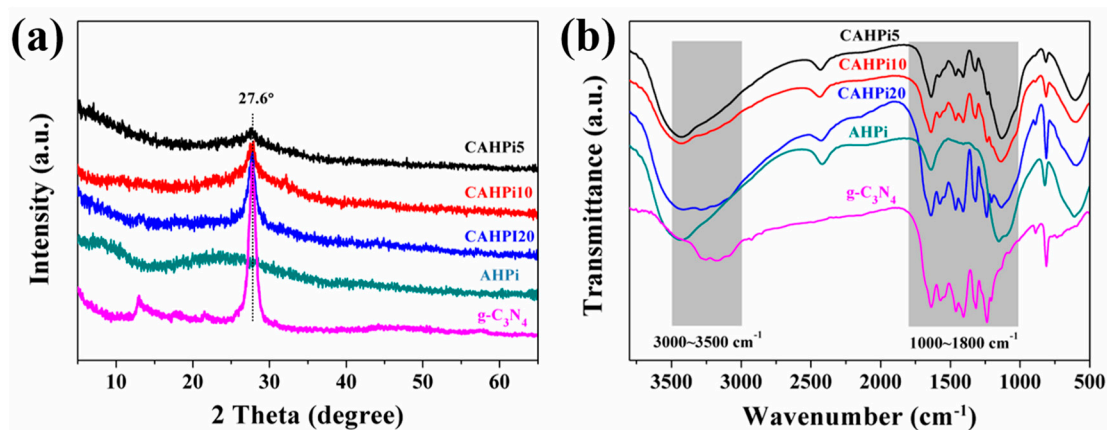 (a)
27.6°
CAHPi5
CAHPi10
CAHPI20
AHPi
g-C₃N₄
Intensity (a.u.)
10 20 30 40 50 60
2 Theta (degree)
(b)
CAHPi5
CAHPi10
CAHPi20
AHPi
g-C₃N₄
Transmittance (a.u.)
3000~3500 cm⁻¹
1000~1800 cm⁻¹
3500 3000 2500 2000 1500 1000 500
Wavenumber (cm⁻¹)